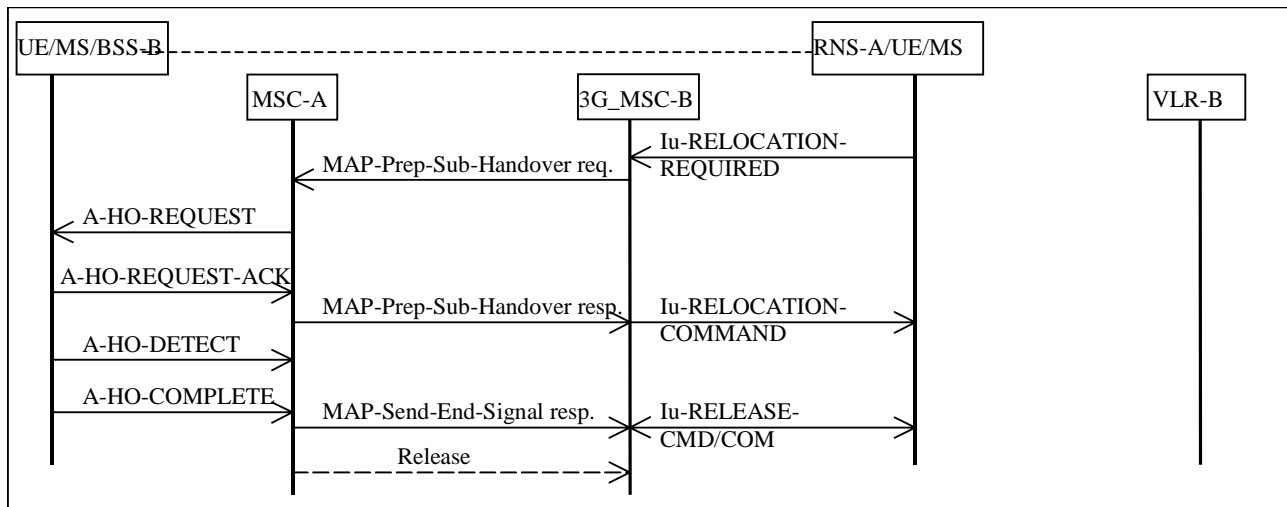 UE/MS/BSS-B
RNS-A/UE/MS
MSC-A
3G_MSC-B
VLR-B
Iu-RELOCATION-
REQUIRED
MAP-Prep-Sub-Handover req.
A-HO-REQUEST
A-HO-REQUEST-ACK
MAP-Prep-Sub-Handover resp.
Iu-RELOCATION-
COMMAND
A-HO-DETECT
A-HO-COMPLETE
MAP-Send-End-Signal resp.
Iu-RELEASE-
CMD/COM
Release